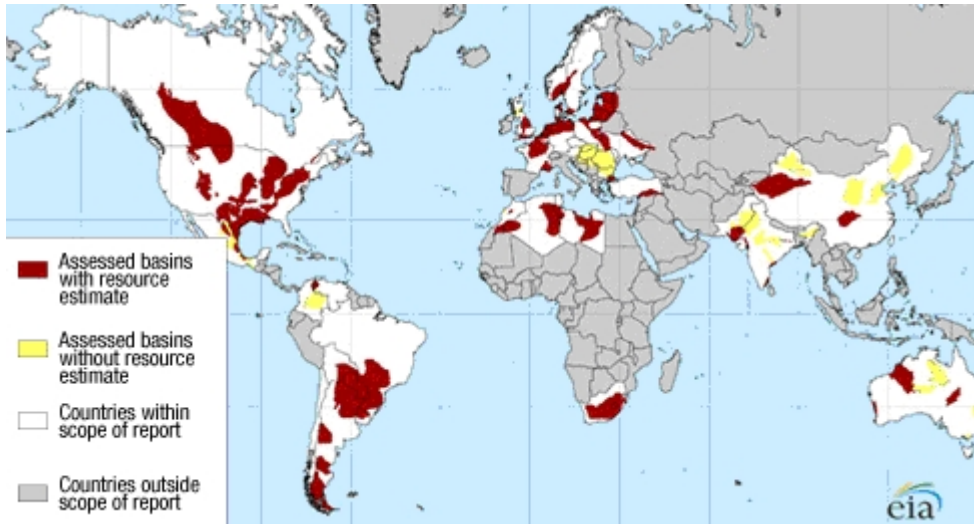 Assessed basins
with resource
estimate
Assessed basins
without resource
estimate
Countries within
scope of report
Countries outside
scope of report
eia